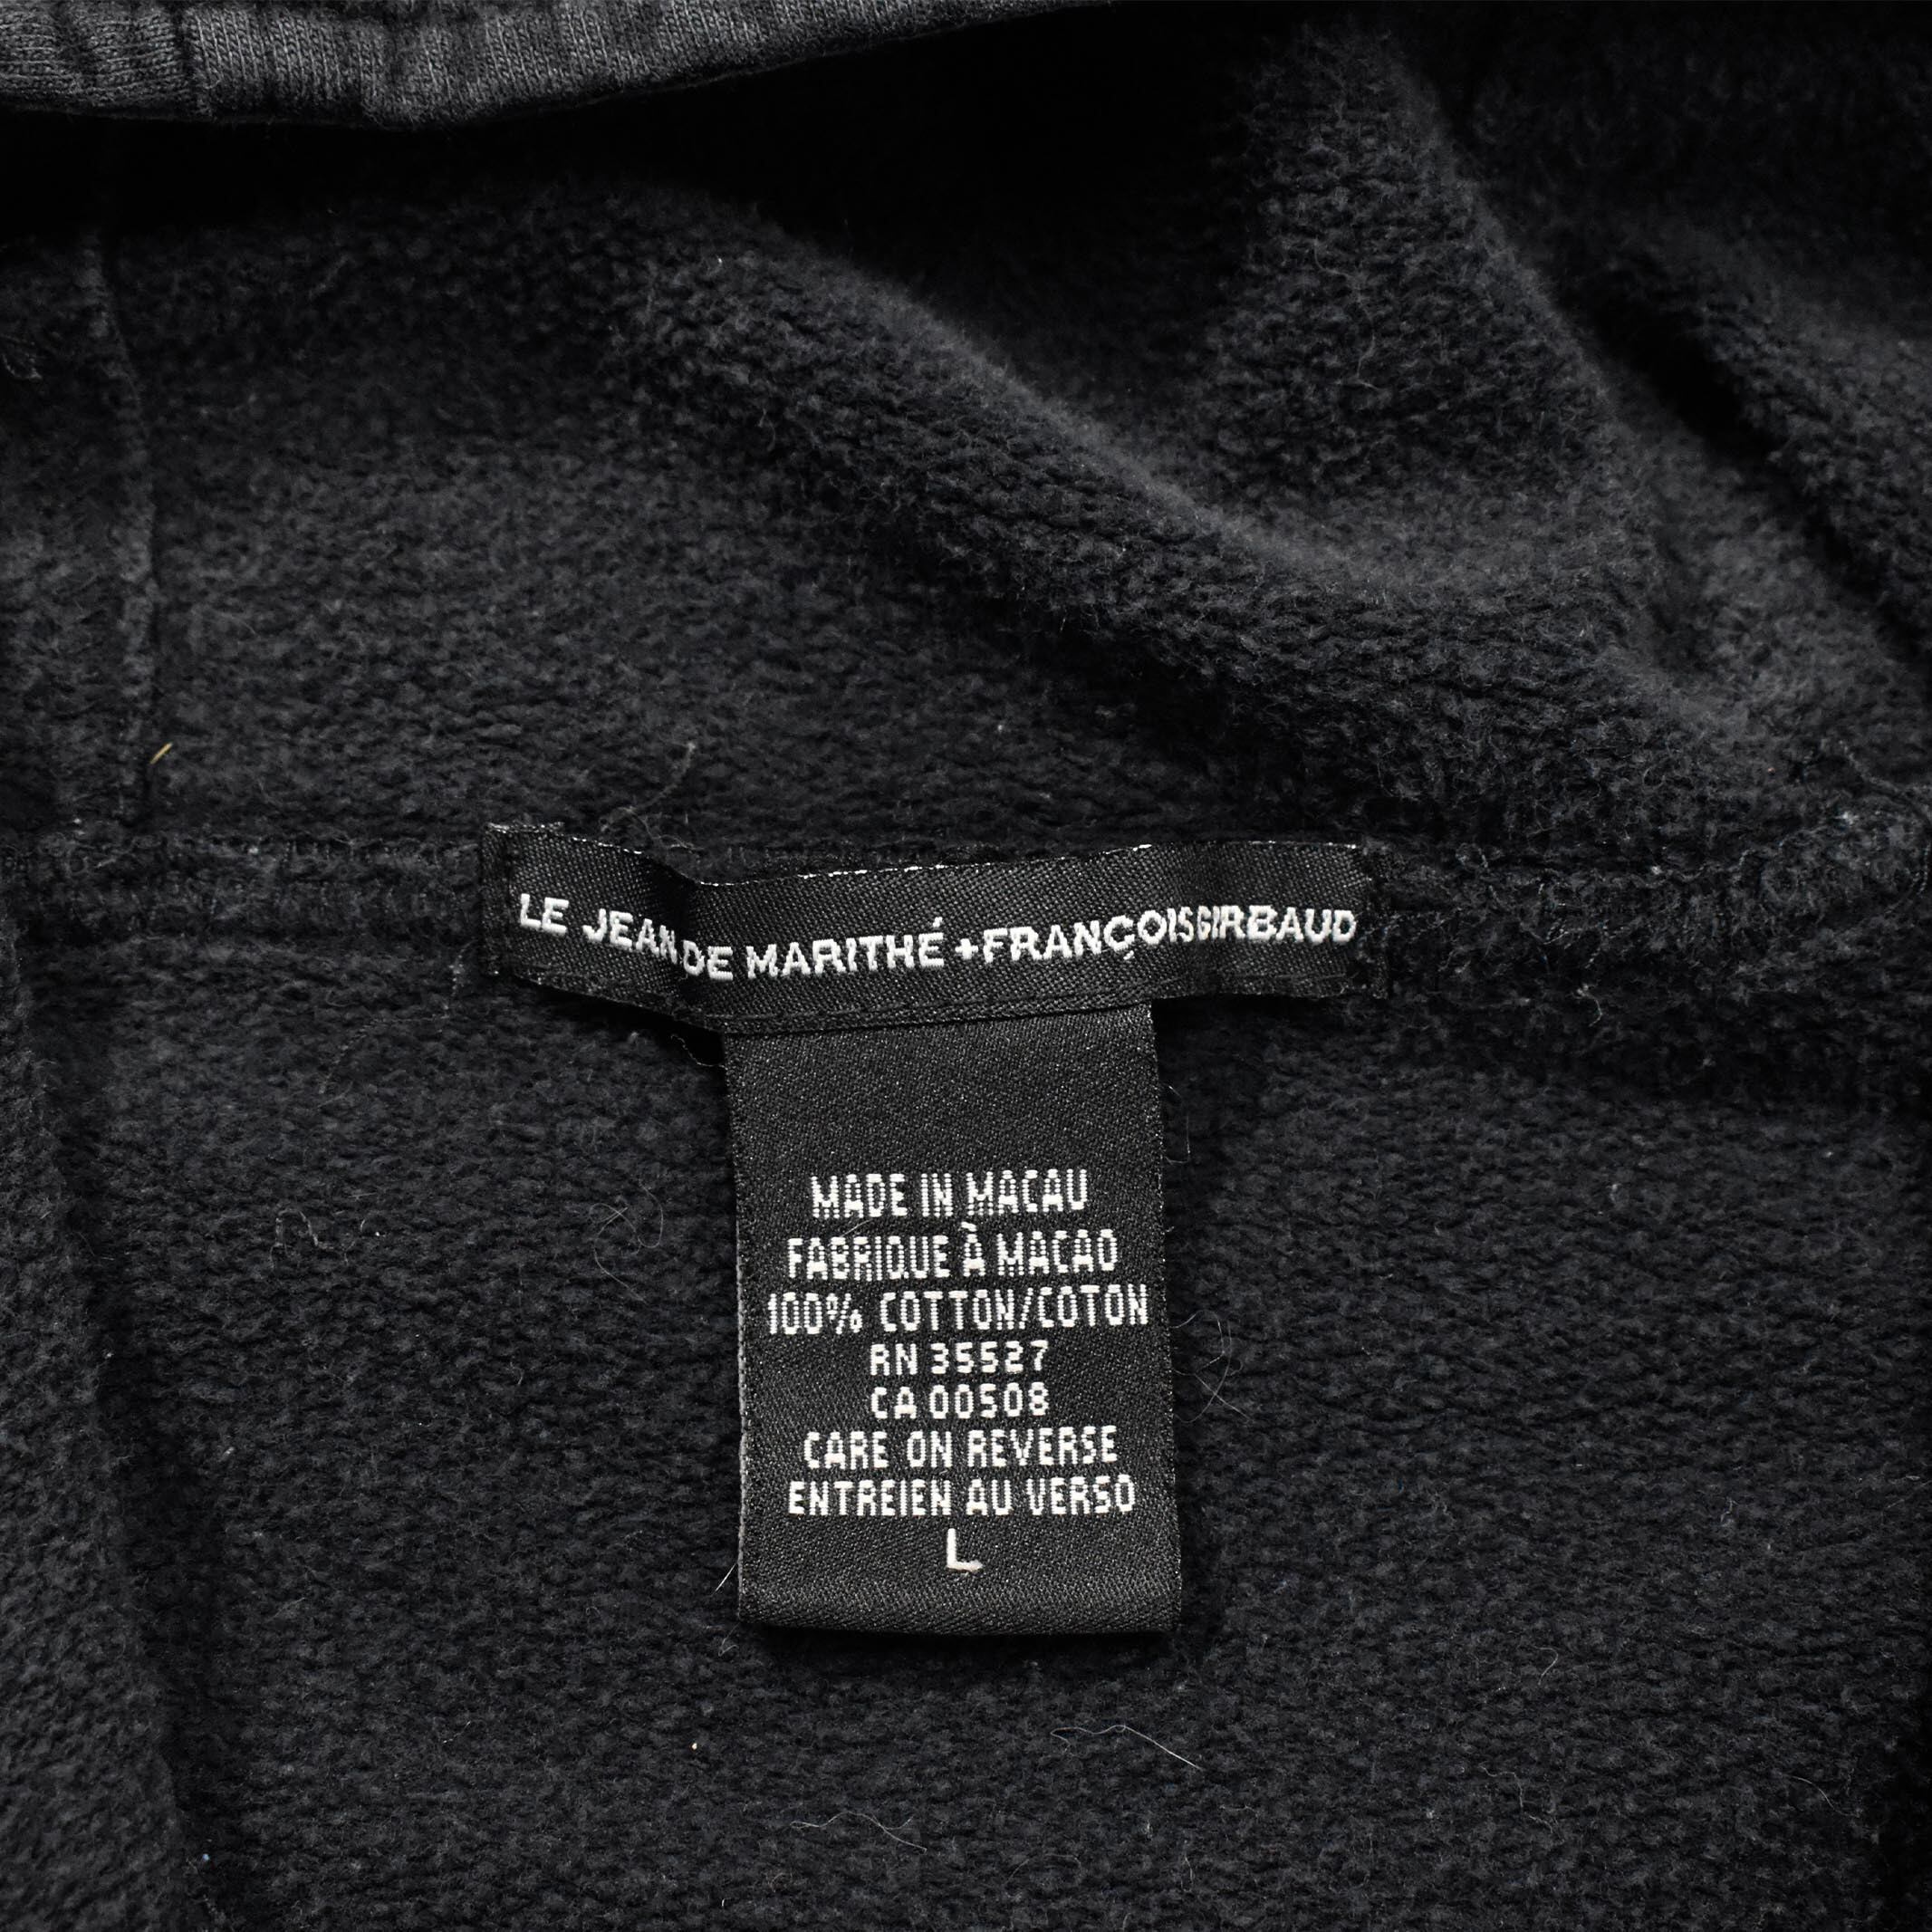 LE JEAN DE MARITHÉ +FRANÇOIS GIRBAUD
MADE IN MACAU
FABRIQUE À MACAO
100% COTTON/COTON
RN 35527
CA 00508
CARE ON REVERSE
ENTREIEN AU VERSO
L